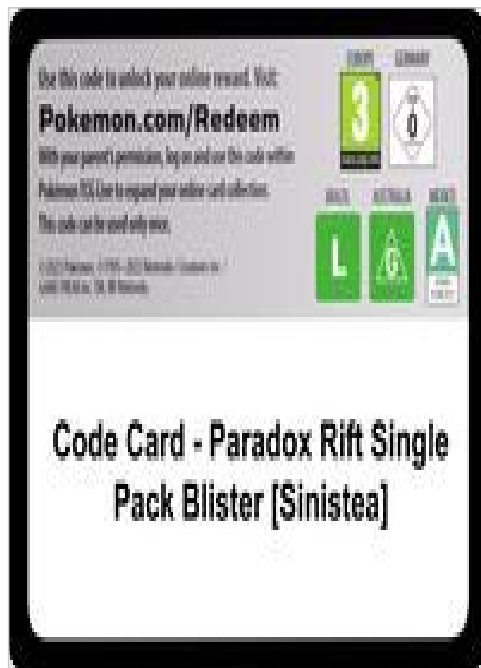 Use this code to unlock your online reward. Visit:
Pokemon.com/Redeem
With your parent's permission, log on and use this code within
Pokémon TCG Live to expand your online card collection.
This code can be used only once.
EUROPE GERMANY
3
0
BRAZIL AUSTRALIA MEXICO
L
G
A
Code Card - Paradox Rift Single
Pack Blister [Sinistea]